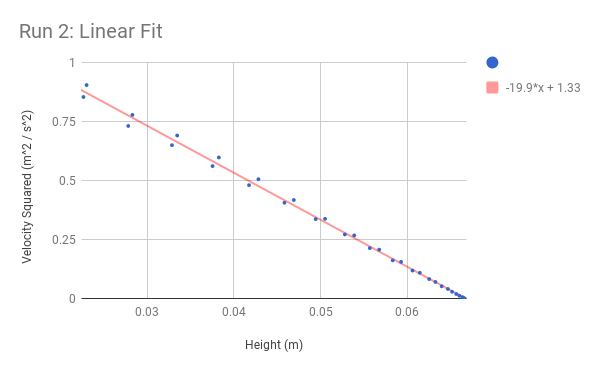 Run 2: Linear Fit
1
-19.9*x + 1.33
0.75
0.5
0.25
0
Velocity Squared (m^2 / s^2)
0.03
0.04
0.05
0.06
Height (m)